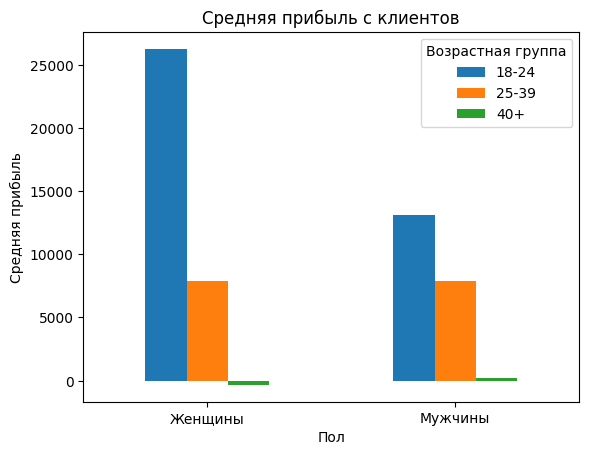 Средняя прибыль с клиентов
Возрастная группа
18-24
25-39
40+
Средняя прибыль
25000
20000
15000
10000
5000
0
Женщины
Мужчины
Пол